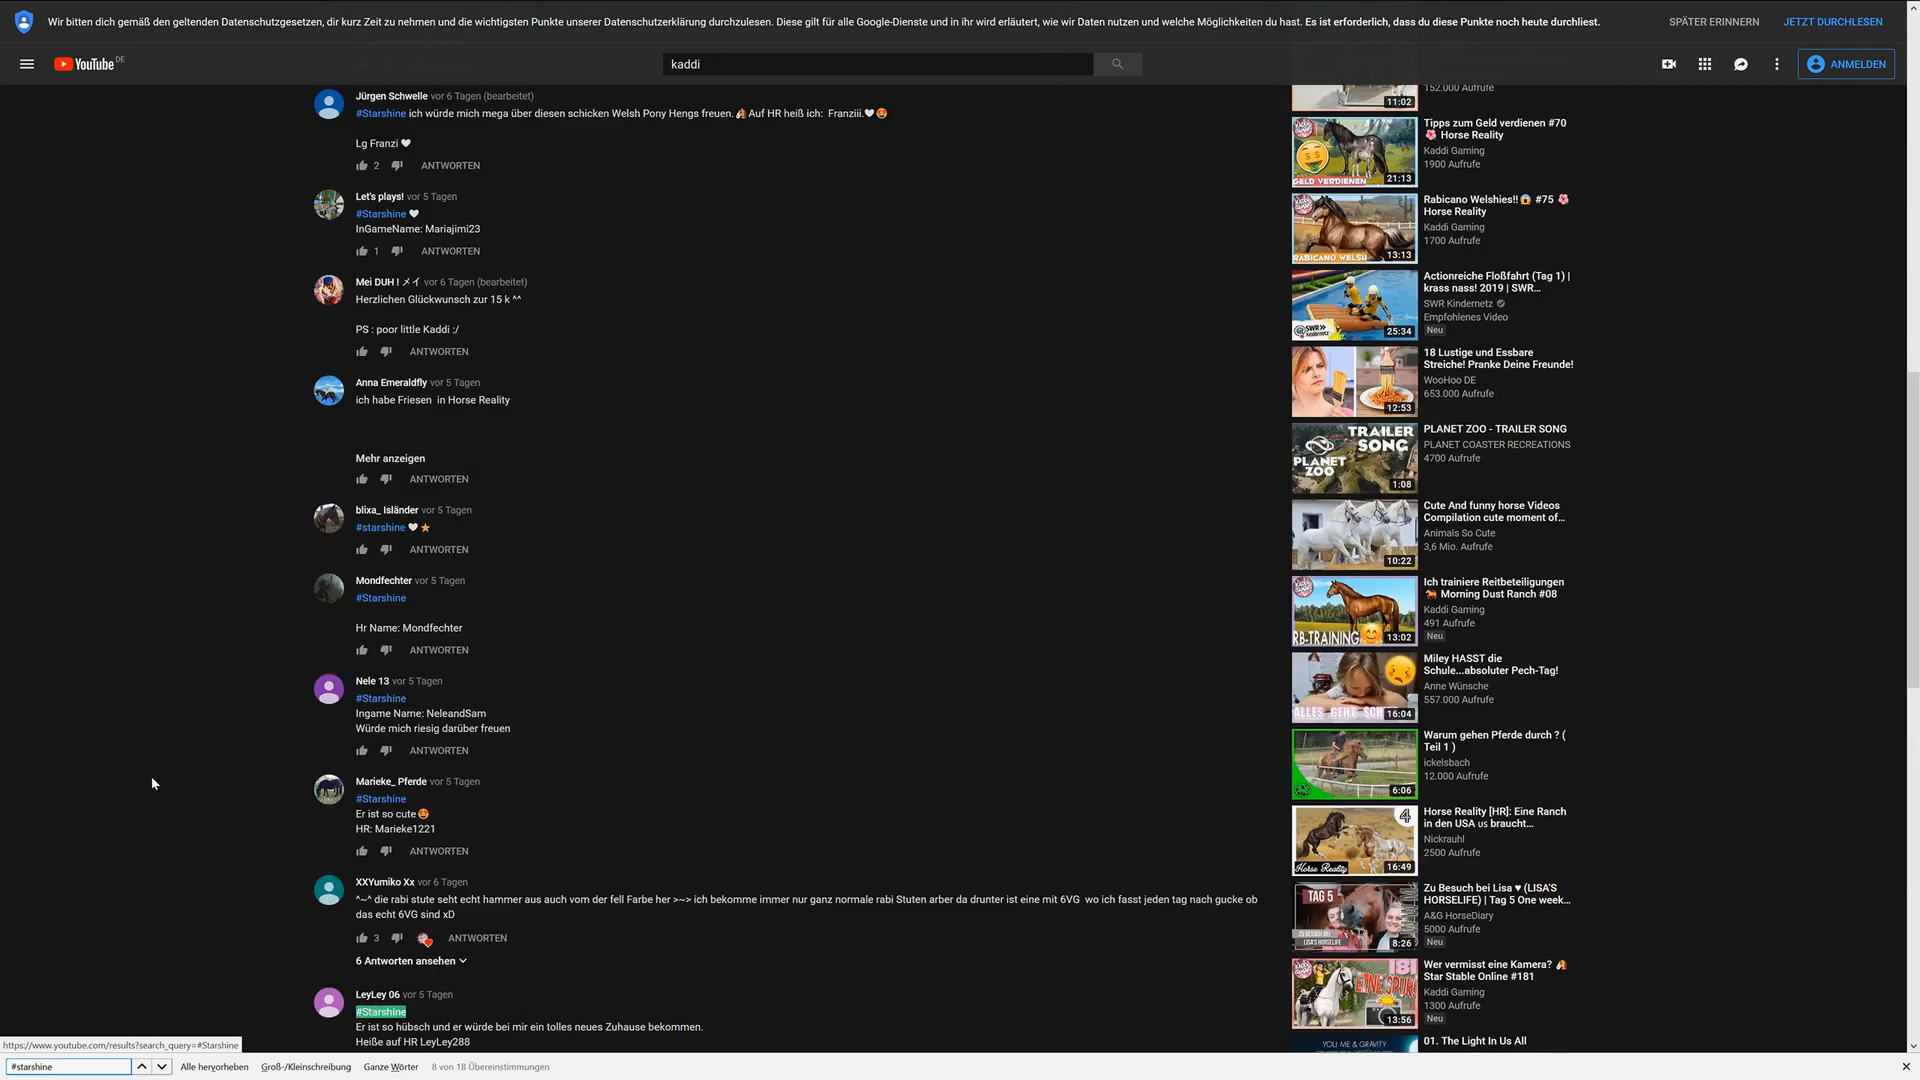 Wir bitten dich gemäß den geltenden Datenschutzgesetzen, dir kurz Zeit zu nehmen und die wichtigsten Punkte unserer Datenschutzerklärung durchzulesen. Diese gilt für alle Google-Dienste und in ihr wird erläutert, wie wir Daten nutzen und welche Möglichkeiten du hast. Es ist erforderlich, dass du diese Punkte noch heute durchliest.
SPÄTER ERINNERN
JETZT DURCHLESEN
YouTube DE
kaddi
ANMELDEN
Jürgen Schwelle vor 6 Tagen (bearbeitet)
#Starshine ich würde mich mega über diesen schicken Welsh Pony Hengs freuen. Auf HR heiß ich: Franziii.
Lg Franzi
2 ANTWORTEN
Let's plays! vor 5 Tagen
#Starshine
InGameName: Mariajimi23
1 ANTWORTEN
Mei DUH ! メイ vor 6 Tagen (bearbeitet)
Herzlichen Glückwunsch zur 15 k ^^
PS : poor little Kaddi :/
ANTWORTEN
Anna Emeraldfly vor 5 Tagen
ich habe Friesen in Horse Reality
Mehr anzeigen
ANTWORTEN
blixa_ Isländer vor 5 Tagen
#starshine
ANTWORTEN
Mondfechter vor 5 Tagen
#Starshine
Hr Name: Mondfechter
ANTWORTEN
Nele 13 vor 5 Tagen
#Starshine
Ingame Name: NeleandSam
Würde mich riesig darüber freuen
ANTWORTEN
Marieke_ Pferde vor 5 Tagen
#Starshine
Er ist so cute
HR: Marieke1221
ANTWORTEN
XXYumiko Xx vor 6 Tagen
^~^ die rabi stute seht echt hammer aus auch vom der fell Farbe her >~> ich bekomme immer nur ganz normale rabi Stuten arber da drunter ist eine mit 6VG wo ich fasst jeden tag nach gucke ob
das echt 6VG sind xD
3 ANTWORTEN
6 Antworten ansehen
LeyLey 06 vor 5 Tagen
#Starshine
Er ist so hübsch und er würde bei mir ein tolles neues Zuhause bekommen.
Heiße auf HR LeyLey288
152.000 Aufrufe
11:02
Tipps zum Geld verdienen #70
Horse Reality
Kaddi Gaming
1900 Aufrufe
GELD VERDIENEN
21:13
Rabicano Welshies!! #75
Horse Reality
Kaddi Gaming
1700 Aufrufe
RABICANO WELSH
13:13
Actionreiche Floßfahrt (Tag 1) |
krass nass! 2019 | SWR...
SWR Kindernetz
Empfohlenes Video
Neu
SWR»
kindernetz
25:34
18 Lustige und Essbare
Streiche! Pranke Deine Freunde!
WooHoo DE
653.000 Aufrufe
12:53
PLANET ZOO - TRAILER SONG
PLANET COASTER RECREATIONS
4700 Aufrufe
TRAILER
SONG
PLANET
ZOO
1:08
Cute And funny horse Videos
Compilation cute moment of...
Animals So Cute
3,6 Mio. Aufrufe
10:22
Ich trainiere Reitbeteiligungen
Morning Dust Ranch #08
Kaddi Gaming
491 Aufrufe
Neu
RB-TRAINING
13:02
Miley HASST die
Schule...absoluter Pech-Tag!
Anne Wünsche
557.000 Aufrufe
ALLES GEHT SCH
16:04
Warum gehen Pferde durch ? (
Teil 1 )
ickelsbach
12.000 Aufrufe
6:06
Horse Reality [HR]: Eine Ranch
in den USA us braucht...
Nickrauhl
2500 Aufrufe
4
Horse Reality
16:49
Zu Besuch bei Lisa ♥ (LISA'S
HORSELIFE) | Tag 5 One week...
A&G HorseDiary
5000 Aufrufe
Neu
TAG 5
ZU BESUCH BEI
LISA'S HORSELIFE
8:26
Wer vermisst eine Kamera?
Star Stable Online #181
Kaddi Gaming
1300 Aufrufe
Neu
181
EINE SPUR
13:56
01. The Light In Us All
YOU, ME & GRAVITY
https://www.youtube.com/results?search_query=#Starshine
#starshine
Alle hervorheben
Groß-/Kleinschreibung
Ganze Wörter
8 von 18 Übereinstimmungen